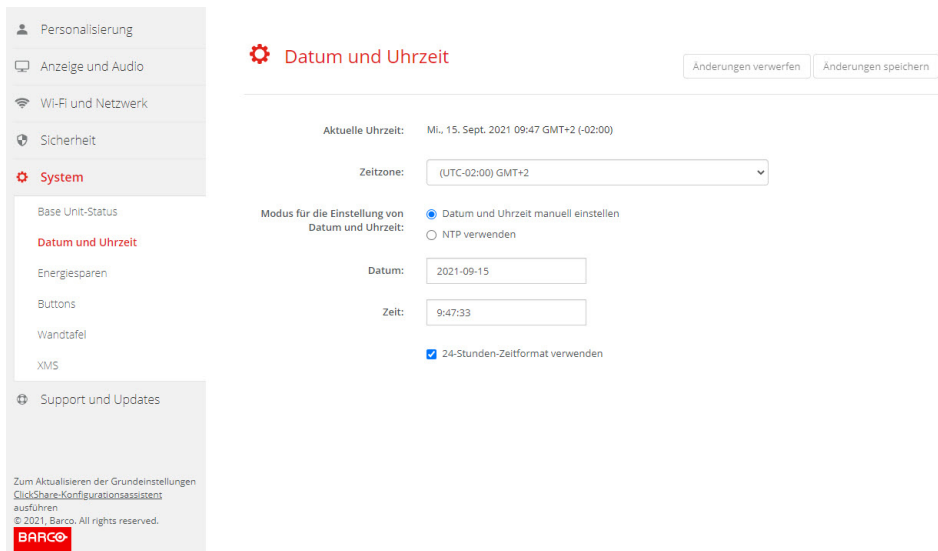 Personalisierung
Anzeige und Audio
Wi-Fi und Netzwerk
Sicherheit
System
Base Unit-Status
Datum und Uhrzeit
Energiesparen
Buttons
Wandtafel
XMS
Support und Updates
Zum Aktualisieren der Grundeinstellungen
ClickShare-Konfigurationsassistent
ausführen
© 2021, Barco. All rights reserved.
BARCO
Datum und Uhrzeit
Änderungen verwerfen
Änderungen speichern
Aktuelle Uhrzeit: Mi., 15. Sept. 2021 09:47 GMT+2 (-02:00)
Zeitzone: (UTC-02:00) GMT+2
Modus für die Einstellung von
Datum und Uhrzeit:
Datum und Uhrzeit manuell einstellen
NTP verwenden
Datum: 2021-09-15
Zeit: 9:47:33
24-Stunden-Zeitformat verwenden